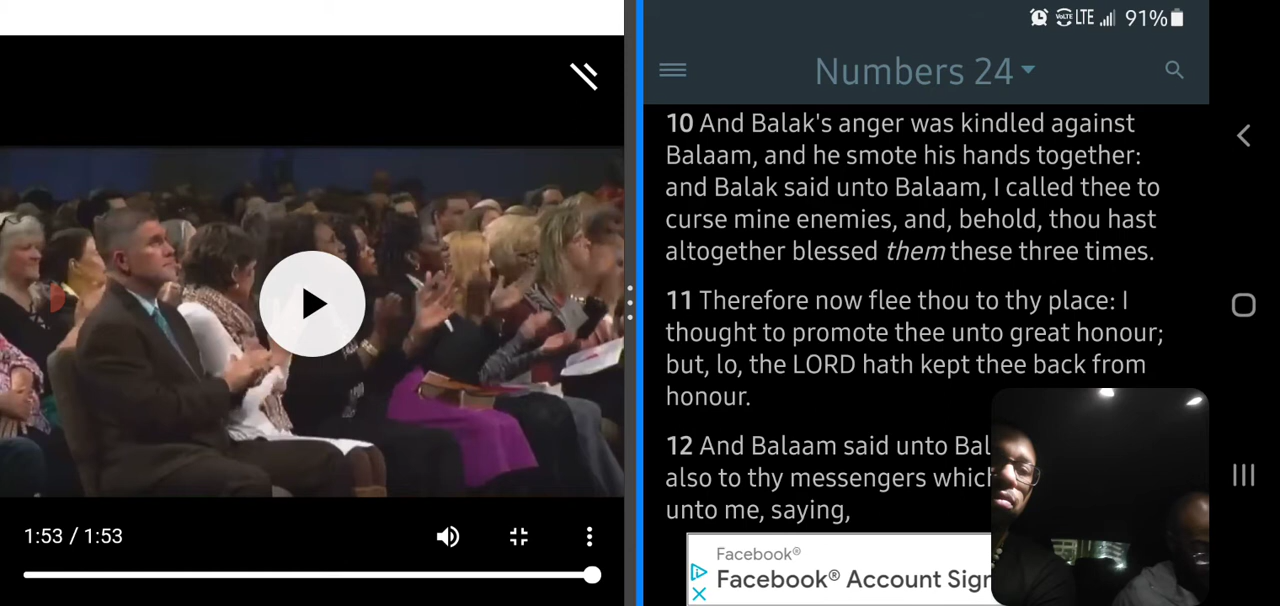 LTE 91%
Numbers 24
10 And Balak's anger was kindled against
Balaam, and he smote his hands together:
and Balak said unto Balaam, I called thee to
curse mine enemies, and, behold, thou hast
altogether blessed them these three times.
11 Therefore now flee thou to thy place: I
thought to promote thee unto great honour;
but, lo, the LORD hath kept thee back from
honour.
12 And Balaam said unto Bal
also to thy messengers which
unto me, saying,
Facebook®
Facebook® Account Sign
1:53 / 1:53